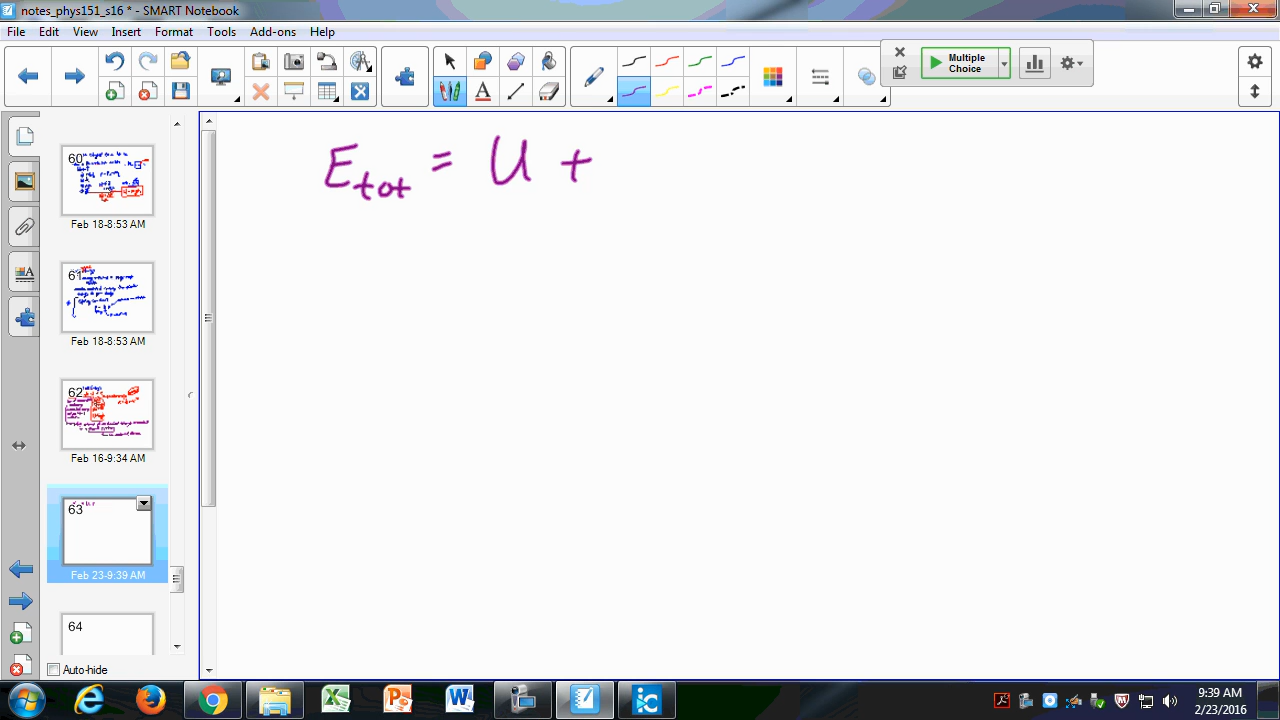 notes_phys151_s16 * - SMART Notebook
File Edit View Insert Format Tools Add-ons Help
Multiple
Choice
E_tot = U +
60
Feb 18-8:53 AM
61
Feb 18-8:53 AM
62
Feb 16-9:34 AM
63
Feb 23-9:39 AM
64
Auto-hide
9:39 AM
2/23/2016